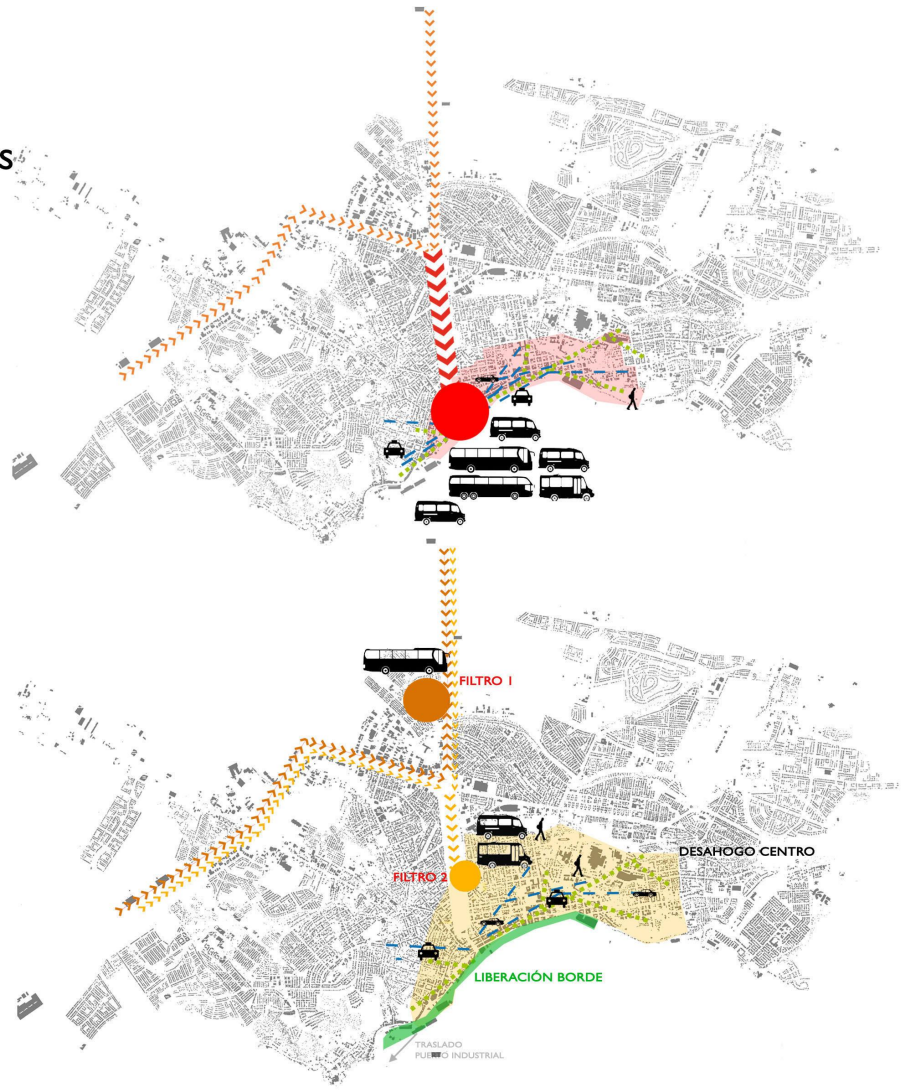 S
FILTRO 1
DESAHOGO CENTRO
FILTRO 2
LIBERACIÓN BORDE
TRASLADO
PUERTO INDUSTRIAL